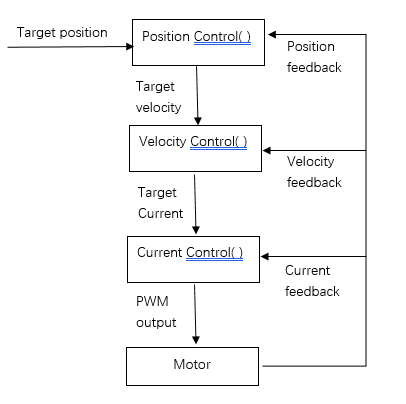 Target position
Position Control( )
Position
feedback
Target
velocity
Velocity Control( )
Velocity
feedback
Target
Current
Current Control( )
Current
feedback
PWM
output
Motor